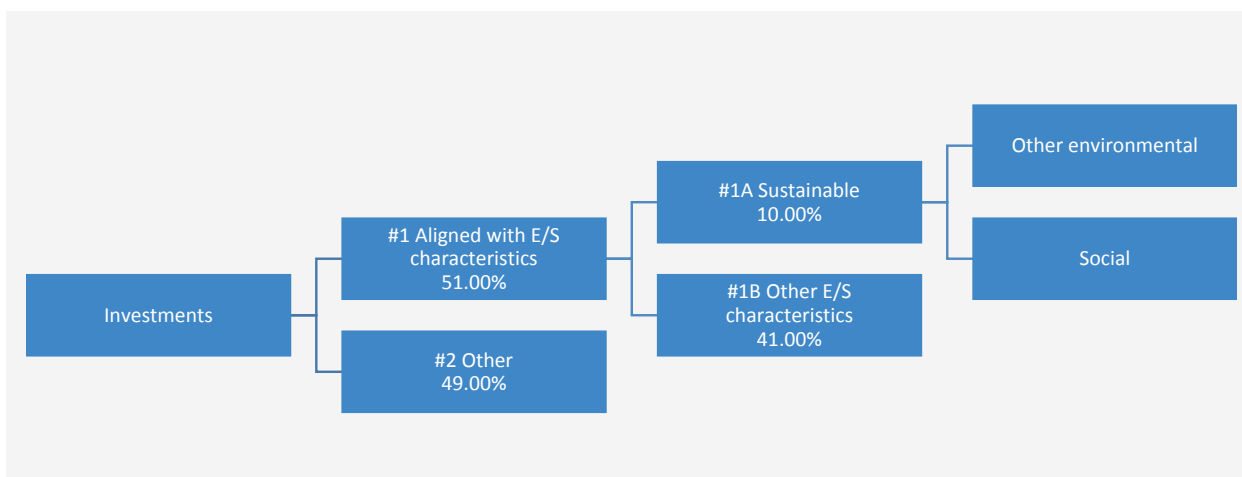 Investments
#1 Aligned with E/S
characteristics
51.00%
#2 Other
49.00%
#1A Sustainable
10.00%
#1B Other E/S
characteristics
41.00%
Other environmental
Social